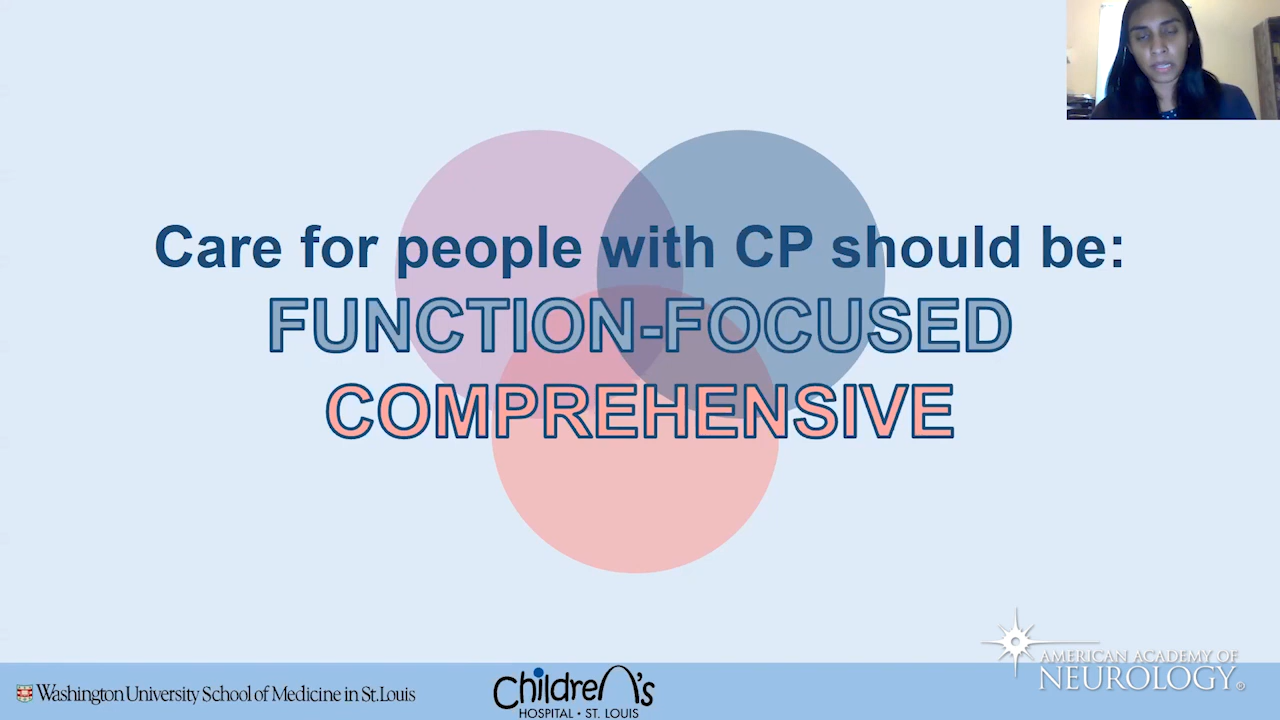 Care for people with CP should be:
FUNCTION-FOCUSED
COMPREHENSIVE
Washington University School of Medicine in St. Louis
Children's
HOSPITAL • ST. LOUIS
AMERICAN ACADEMY OF
NEUROLOGY®